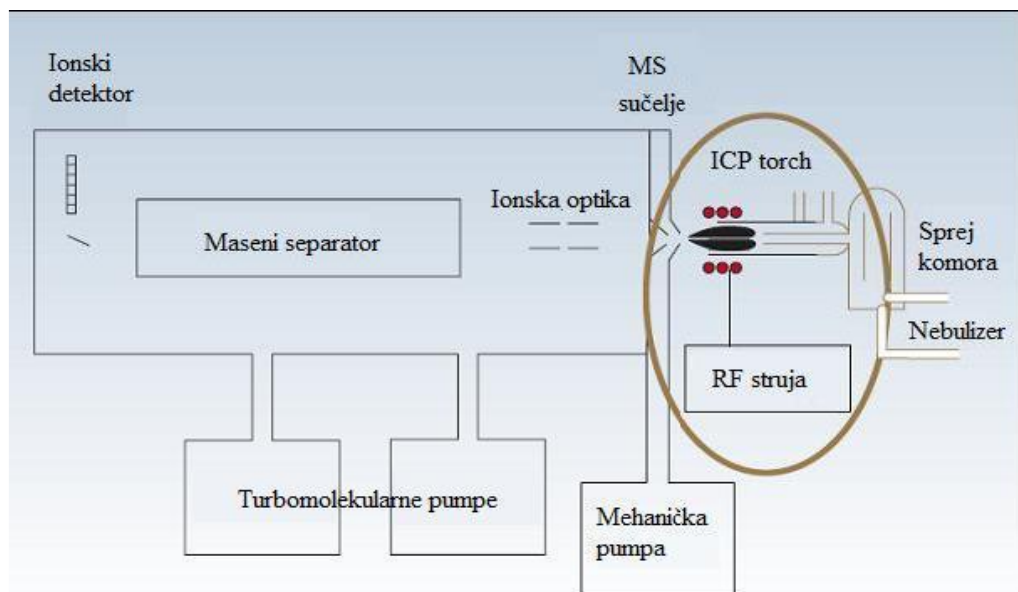 Ionski
detektor
MS
sučelje
ICP torch
Ionska optika
Maseni separator
Sprej
komora
Nebulizer
RF struja
Turbomolekularne pumpe
Mehanička
pumpa